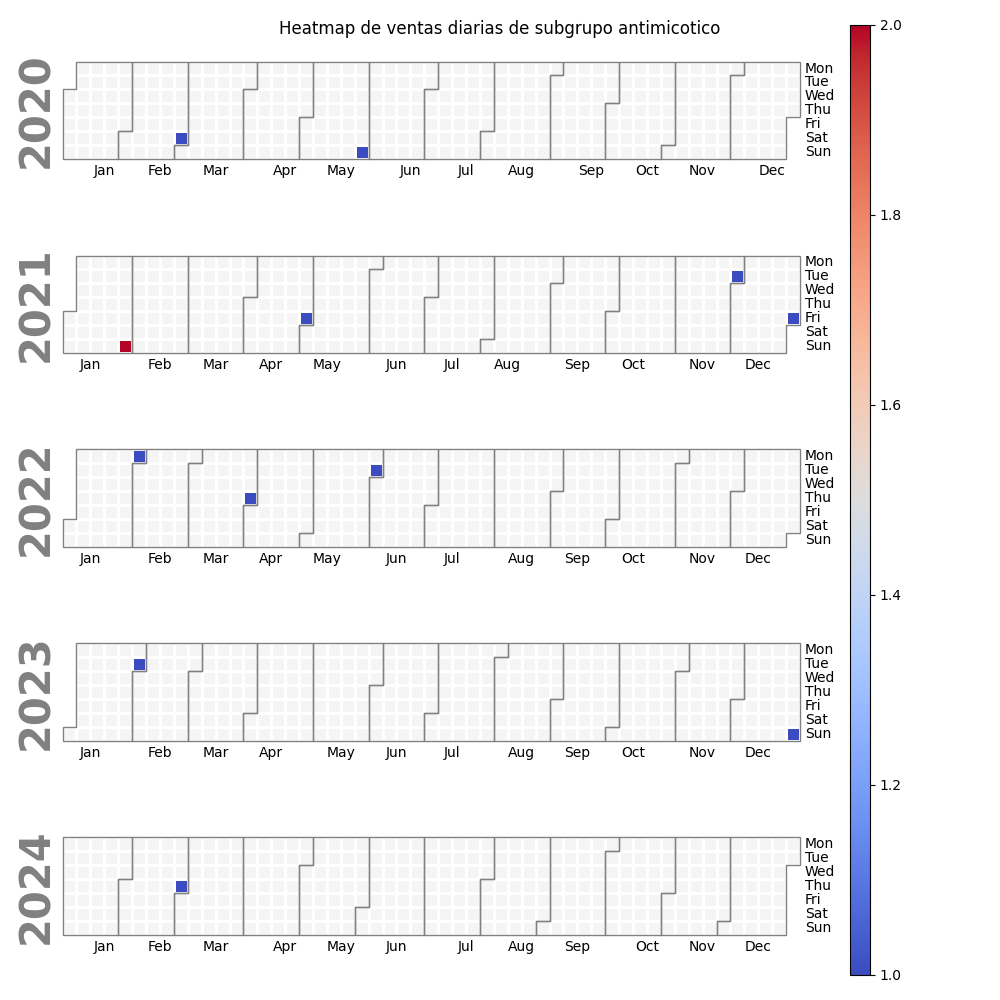 Heatmap de ventas diarias de subgrupo antimicotico
2020
Mon
Tue
Wed
Thu
Fri
Sat
Sun
Jan Feb Mar Apr May Jun Jul Aug Sep Oct Nov Dec
2021
Mon
Tue
Wed
Thu
Fri
Sat
Sun
Jan Feb Mar Apr May Jun Jul Aug Sep Oct Nov Dec
2022
Mon
Tue
Wed
Thu
Fri
Sat
Sun
Jan Feb Mar Apr May Jun Jul Aug Sep Oct Nov Dec
2023
Mon
Tue
Wed
Thu
Fri
Sat
Sun
Jan Feb Mar Apr May Jun Jul Aug Sep Oct Nov Dec
2024
Mon
Tue
Wed
Thu
Fri
Sat
Sun
Jan Feb Mar Apr May Jun Jul Aug Sep Oct Nov Dec
2.0
1.8
1.6
1.4
1.2
1.0